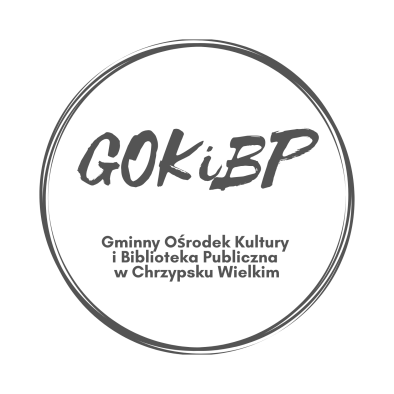 GOKiBP
Gminny Ośrodek Kultury
i Biblioteka Publiczna
w Chrzypsku Wielkim